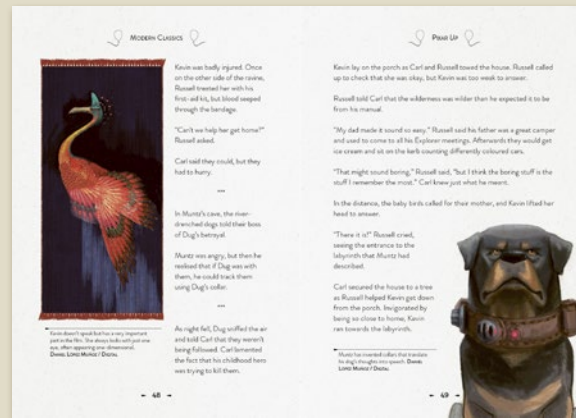 MODERN CLASSICS
Kevin was badly injured. Once
on the other side of the ravine,
Russell treated her with his
first-aid kit, but blood seeped
through the bandage.
"Can't we help her get home?"
Russell asked.
Carl said they could, but they
had to hurry.
***
In Muntz's cave, the river-
drenched dogs told their boss
of Dug's betrayal.
Muntz was angry, but then he
realised that if Dug was with
them, he could track them
using Dug's collar.
***
As night fell, Dug sniffed the air
and told Carl that they weren't
being followed. Carl lamented
the fact that his childhood hero
was trying to kill them.
Kevin doesn't speak but has a very important
part in the film. She always looks with just one
eye, often appearing one-dimensional.
DANIEL LÓPEZ MUÑOZ / DIGITAL
48
PIXAR UP
Kevin lay on the porch as Carl and Russell towed the house. Russell called
up to check that she was okay, but Kevin was too weak to answer.
Russell told Carl that the wilderness was wilder than he expected it to be
from his manual.
"My dad made it sound so easy." Russell said his father was a great camper
and used to come to all his Explorer meetings. Afterwards they would get
ice cream and sit on the kerb counting differently coloured cars.
"That might sound boring," Russell said, "but I think the boring stuff is the
stuff I remember the most." Carl knew just what he meant.
In the distance, the baby birds called for their mother, and Kevin lifted her
head to answer.
"There it is!" Russell cried,
seeing the entrance to the
labyrinth that Muntz had
described.
Carl secured the house to a tree
as Russell helped Kevin get down
from the porch. Invigorated by
being so close to home, Kevin
ran towards the labyrinth.
Muntz has invented collars that translate
his dog's thoughts into speech. DANIEL
LÓPEZ MUÑOZ / DIGITAL
49